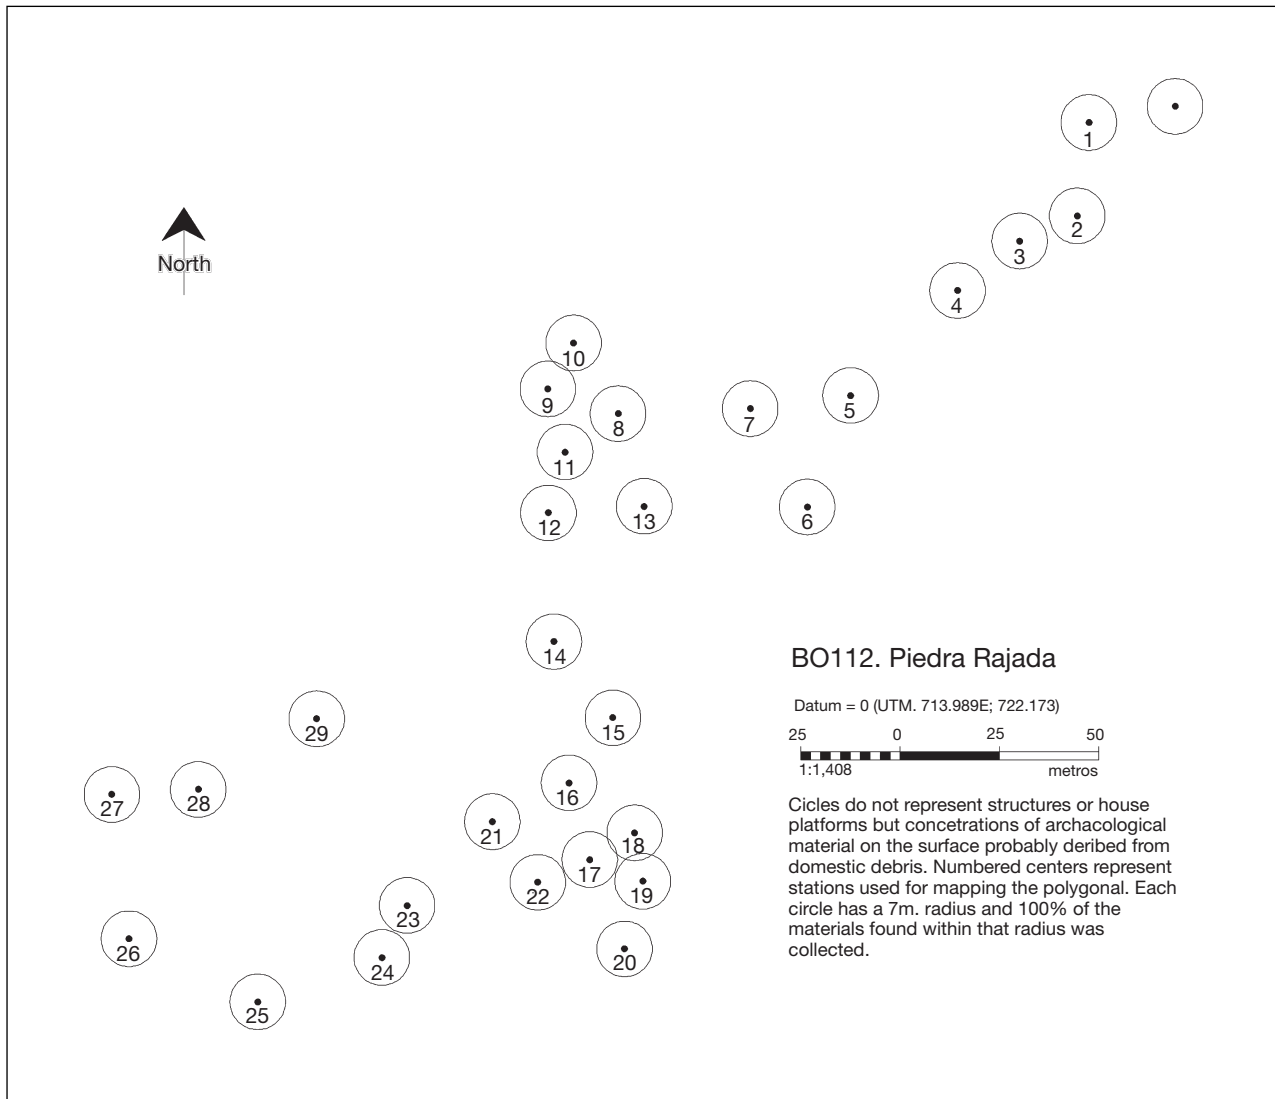 1
2
3
North
4
10
9
8
7
5
11
12
13
6
14
BO112. Piedra Rajada
Datum = 0 (UTM. 713.989E; 722.173)
29
15
25 0 25 50
1:1,408 metros
16
27
28
21
18
17
22
19
23
26
24
20
25
Cicles do not represent structures or house
platforms but concetrations of archacological
material on the surface probably deribed from
domestic debris. Numbered centers represent
stations used for mapping the polygonal. Each
circle has a 7m. radius and 100% of the
materials found within that radius was
collected.